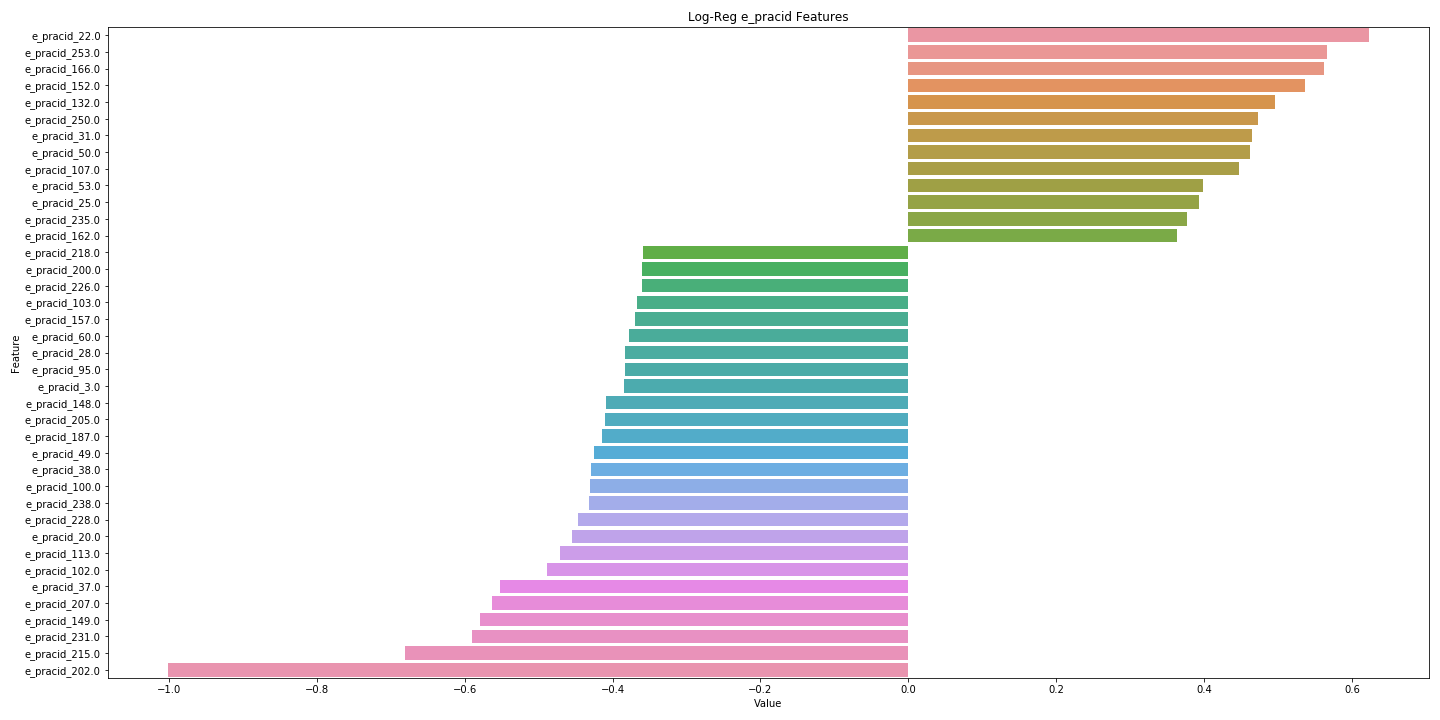 Log-Reg e_pracid Features
Feature
e_pracid_22.0
e_pracid_253.0
e_pracid_166.0
e_pracid_152.0
e_pracid_132.0
e_pracid_250.0
e_pracid_31.0
e_pracid_50.0
e_pracid_107.0
e_pracid_53.0
e_pracid_25.0
e_pracid_235.0
e_pracid_162.0
e_pracid_218.0
e_pracid_200.0
e_pracid_226.0
e_pracid_103.0
e_pracid_157.0
e_pracid_60.0
e_pracid_28.0
e_pracid_95.0
e_pracid_3.0
e_pracid_148.0
e_pracid_205.0
e_pracid_187.0
e_pracid_49.0
e_pracid_38.0
e_pracid_100.0
e_pracid_238.0
e_pracid_228.0
e_pracid_20.0
e_pracid_113.0
e_pracid_102.0
e_pracid_37.0
e_pracid_207.0
e_pracid_149.0
e_pracid_231.0
e_pracid_215.0
e_pracid_202.0
−1.0 −0.8 −0.6 −0.4 −0.2 0.0 0.2 0.4 0.6
Value